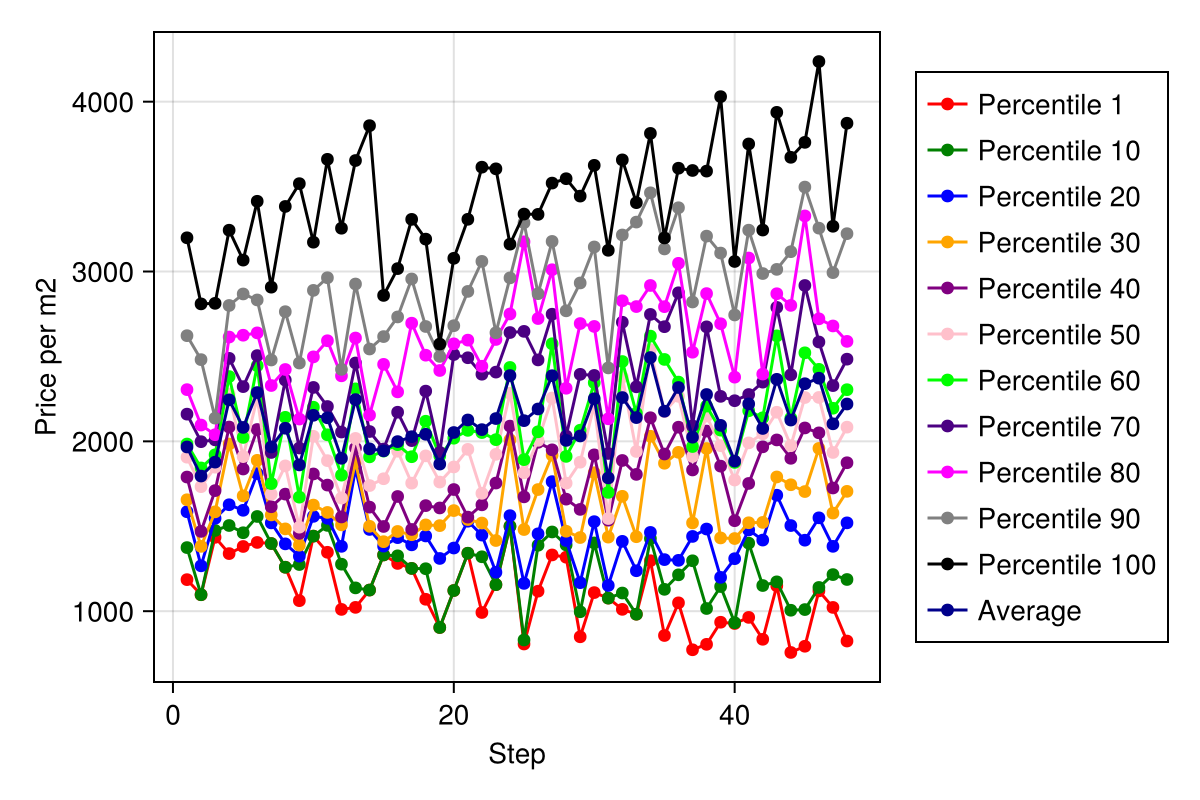 4000
3000
2000
1000
Price per m2
0
20
40
Step
Percentile 1
Percentile 10
Percentile 20
Percentile 30
Percentile 40
Percentile 50
Percentile 60
Percentile 70
Percentile 80
Percentile 90
Percentile 100
Average